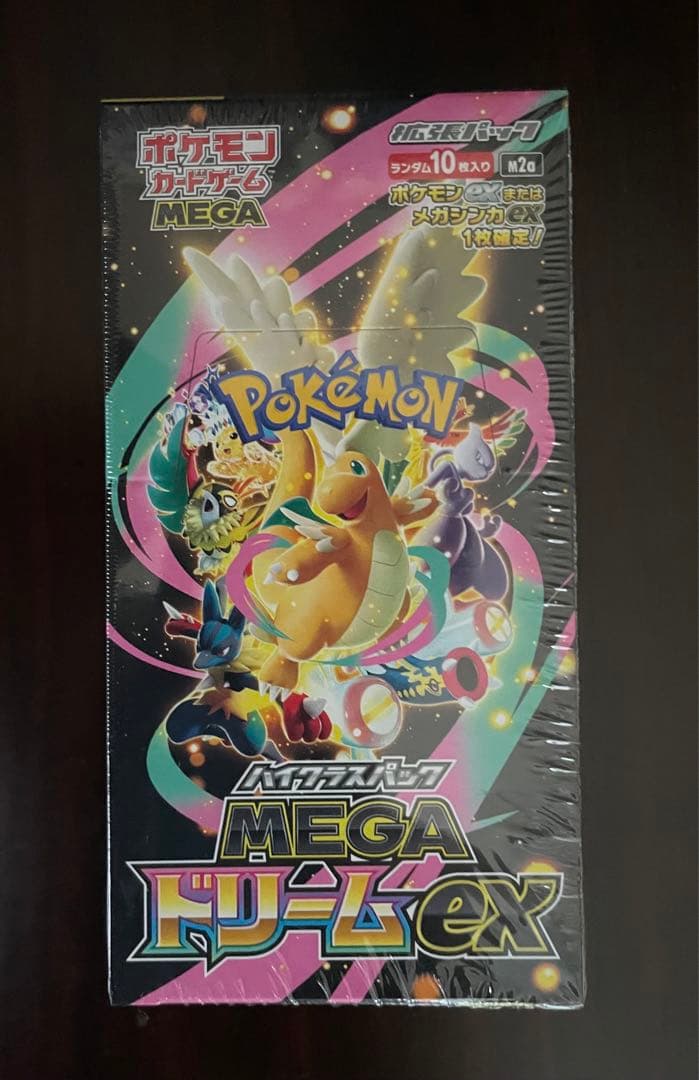 ポケモン
カードゲーム
MEGA
拡張パック
ランダム10枚入り M2a
ポケモンexまたは
メガシンカex
1枚確定!
POKéMON
TM
ハイクラスパック
MEGA
ドリームex